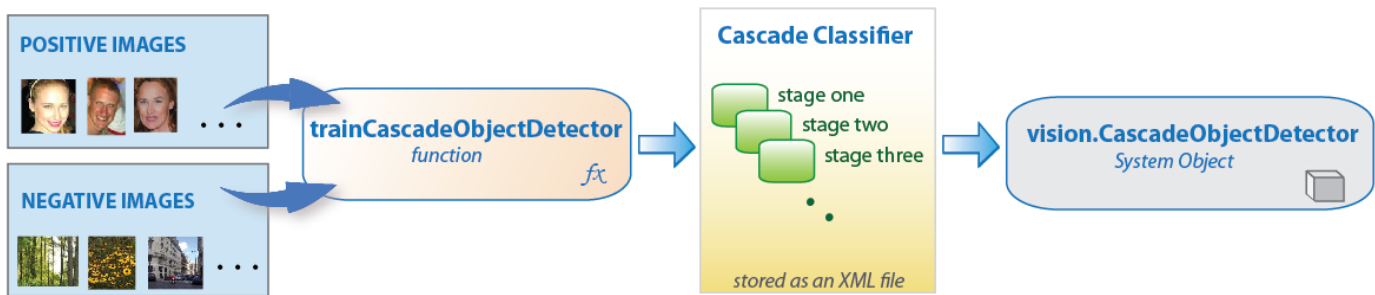 POSITIVE IMAGES
. . .
NEGATIVE IMAGES
. . .
trainCascadeObjectDetector
function
fx
Cascade Classifier
stage one
stage two
stage three
stored as an XML file
vision.CascadeObjectDetector
System Object